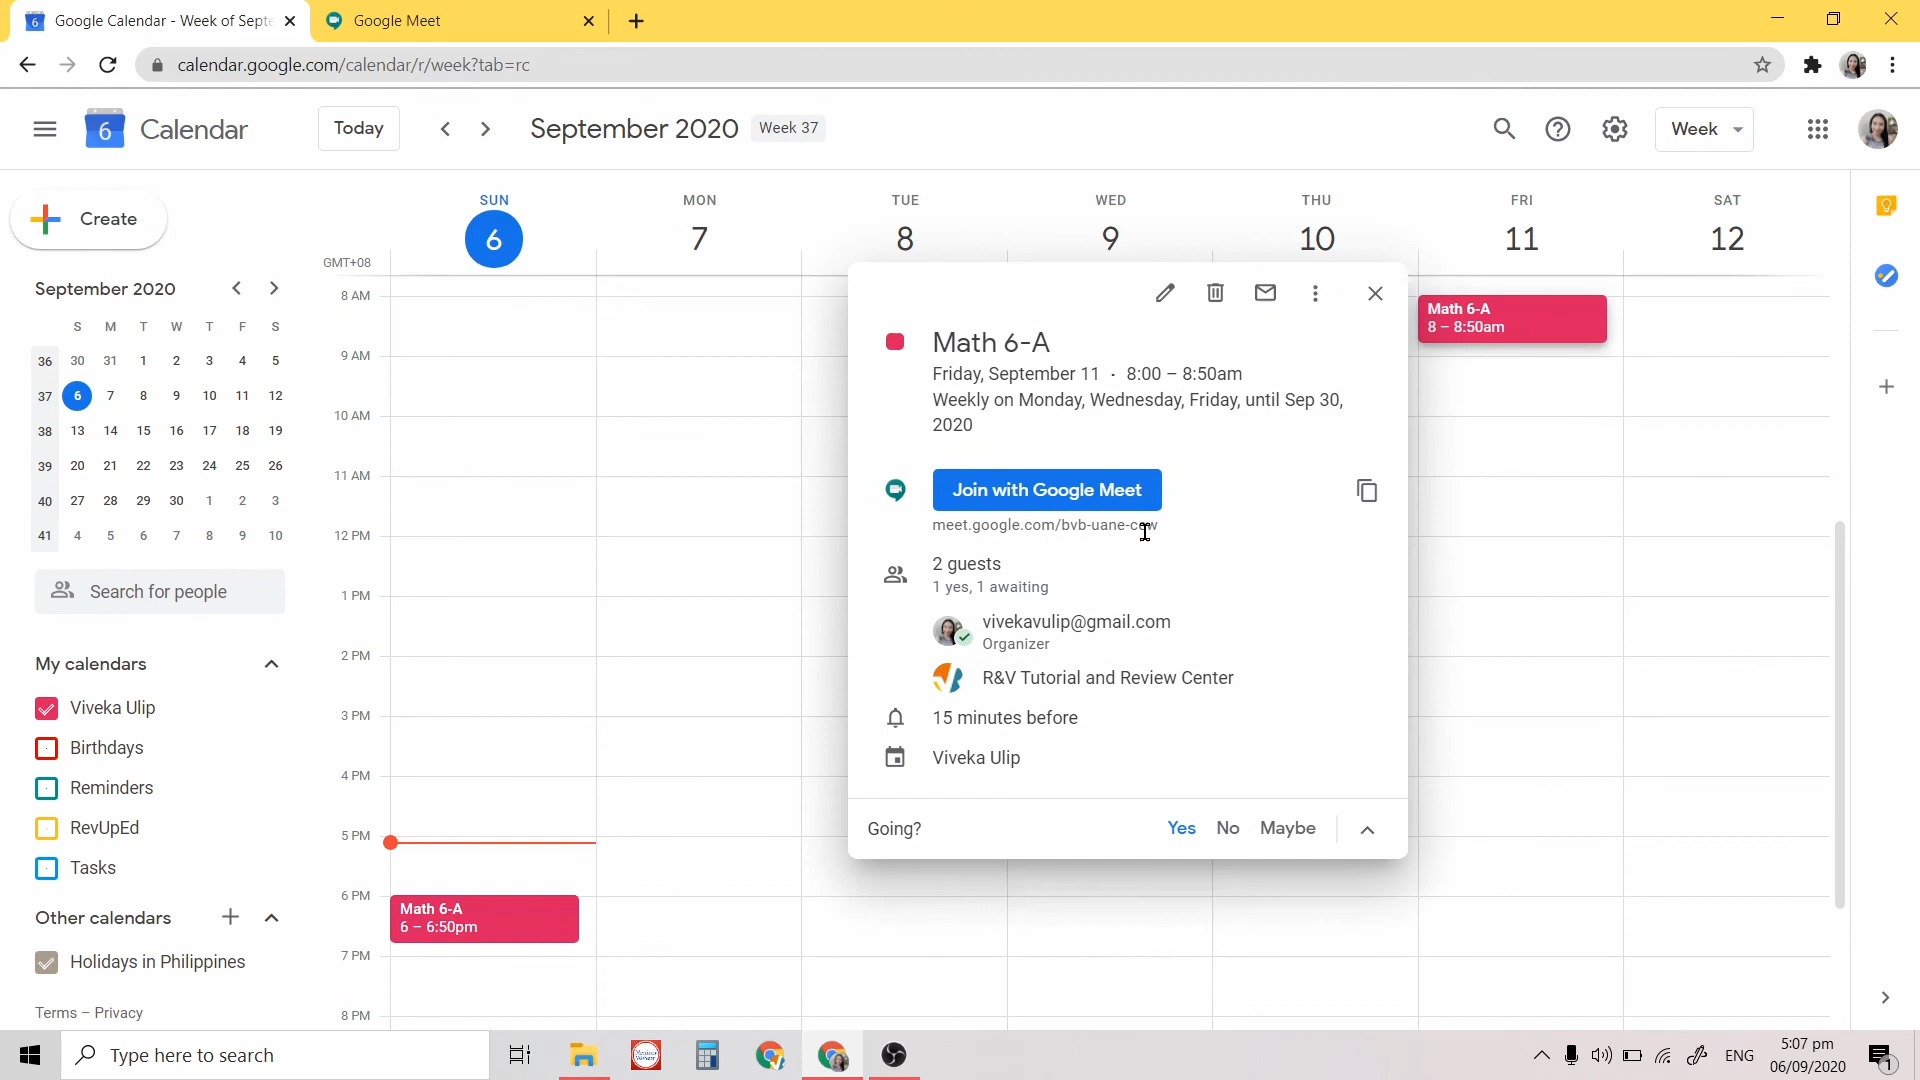 Google Calendar - Week of Septe
Google Meet
calendar.google.com/calendar/r/week?tab=rc
6
Calendar
Today
September 2020
Week 37
Week
Create
September 2020
S M T W T F S
36 30 31 1 2 3 4 5
37 6 7 8 9 10 11 12
38 13 14 15 16 17 18 19
39 20 21 22 23 24 25 26
40 27 28 29 30 1 2 3
41 4 5 6 7 8 9 10
Search for people
My calendars
Viveka Ulip
Birthdays
Reminders
RevUpEd
Tasks
Other calendars
Holidays in Philippines
Terms – Privacy
SUN MON TUE WED THU FRI SAT
6 7 8 9 10 11 12
GMT+08
8 AM
9 AM
10 AM
11 AM
12 PM
1 PM
2 PM
3 PM
4 PM
5 PM
6 PM
7 PM
8 PM
Math 6-A
6 – 6:50pm
Math 6-A
8 – 8:50am
Math 6-A
Friday, September 11 · 8:00 – 8:50am
Weekly on Monday, Wednesday, Friday, until Sep 30,
2020
Join with Google Meet
meet.google.com/bvb-uane-cow
2 guests
1 yes, 1 awaiting
vivekavulip@gmail.com
Organizer
R&V Tutorial and Review Center
15 minutes before
Viveka Ulip
Going?
Yes No Maybe
Type here to search
ENG
5:07 pm
06/09/2020
1